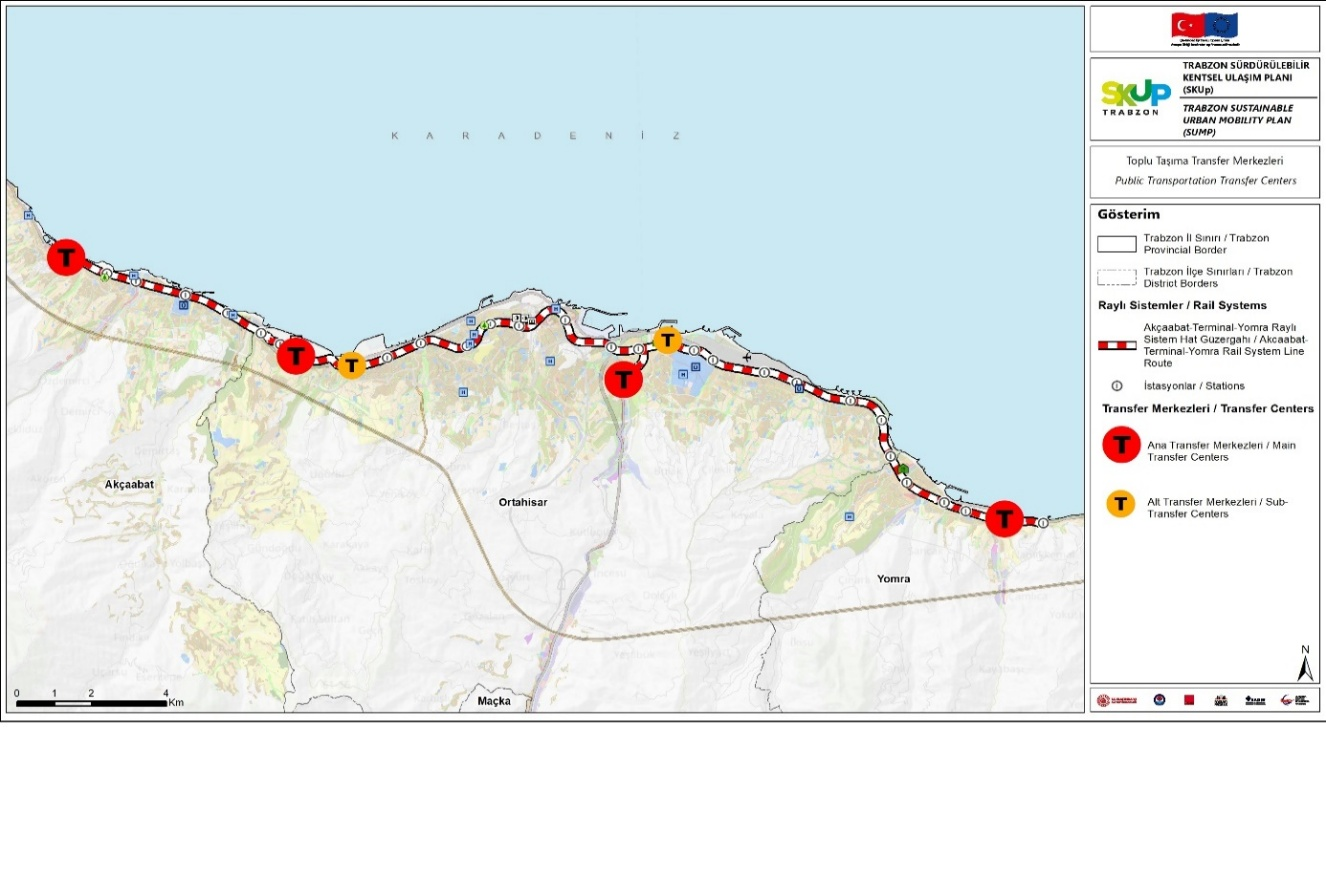 K A R A D E N İ Z
Akçaabat
Ortahisar
Yomra
Maçka
0 1 2 4
Km
SKUP
TRABZON
TRABZON SÜRDÜRÜLEBİLİR
KENTSEL ULAŞIM PLANI
(SKUp)
TRABZON SUSTAINABLE
URBAN MOBILITY PLAN
(SUMP)
Toplu Taşıma Transfer Merkezleri
Public Transportation Transfer Centers
Gösterim
Trabzon İl Sınırı / Trabzon
Provincial Border
Trabzon İlçe Sınırları / Trabzon
District Borders
Raylı Sistemler / Rail Systems
Akçaabat-Terminal-Yomra Raylı
Sistem Hat Güzergahı / Akcaabat-
Terminal-Yomra Rail System Line
Route
İstasyonlar / Stations
Transfer Merkezleri / Transfer Centers
T
Ana Transfer Merkezleri / Main
Transfer Centers
T
Alt Transfer Merkezleri / Sub-
Transfer Centers
N